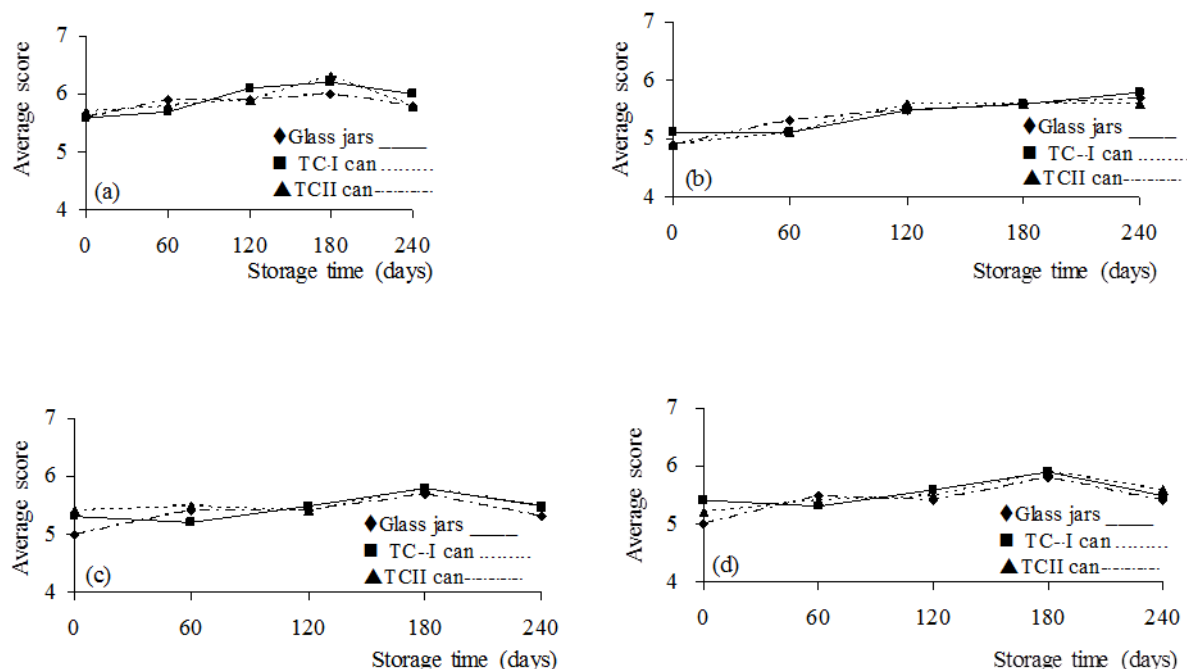 7
6
5
4
Average score
◆Glass jars ____
■ TC-I can ........
▲TCII can-·-·-·-
(a)
0 60 120 180 240
Storage time (days)
7
6
5
4
Average score
◆Glass jars ____
■ TC--I can ........
▲TCII can-·-·-·-
(b)
0 60 120 180 240
Storage time (days)
7
6
5
4
Average score
◆Glass jars ____
■ TC--I can ........
▲TCII can-·-·-·-
(c)
0 60 120 180 240
Storage time (days)
7
6
5
4
Average score
◆Glass jars ____
■ TC--I can ........
▲TCII can-·-·-·-
(d)
0 60 120 180 240
Storage time (days)